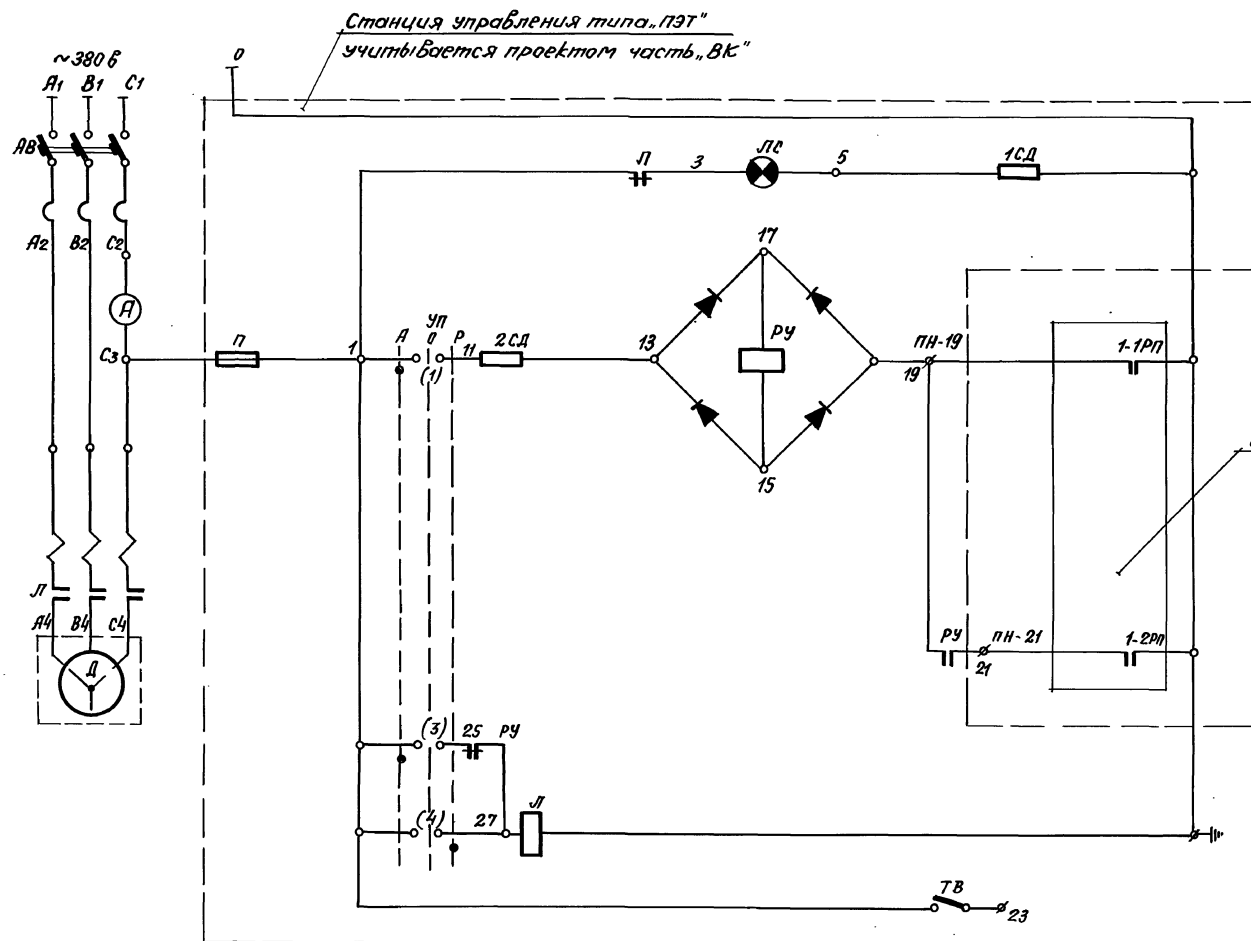 Станция управления типа „ПЭТ"
учитывается проектом часть „ВК"
~380 в
А1 В1 С1
0
АВ
Л 3 ЛС 5 1СД
А2 В2 С2
17
А
С3
П
1
А УП 0 Р
(1)
11
2СД
13
РУ
ПН-19
19
1-1РП
15
Л
А4 В4 С4
Д
РУ
ПН-21
21
1-2РП
(3) 25 РУ
(4) 27 Л
ТВ
23